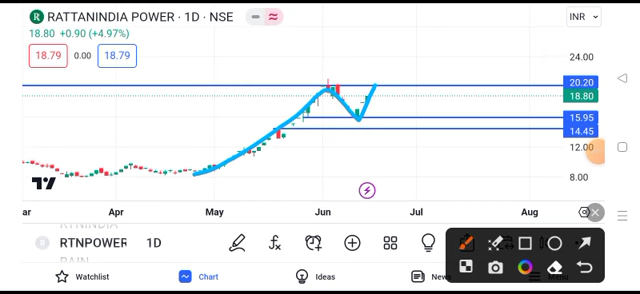 R RATTANINDIA POWER · 1D · NSE
INR
18.80 +0.90 (+4.97%)
18.79 0.00 18.79
24.00
20.20
18.80
15.95
14.45
12.00
8.00
ar Apr May Jun Jul Aug
RTNINDIA
RTNPOWER 1D
Watchlist Chart Ideas News